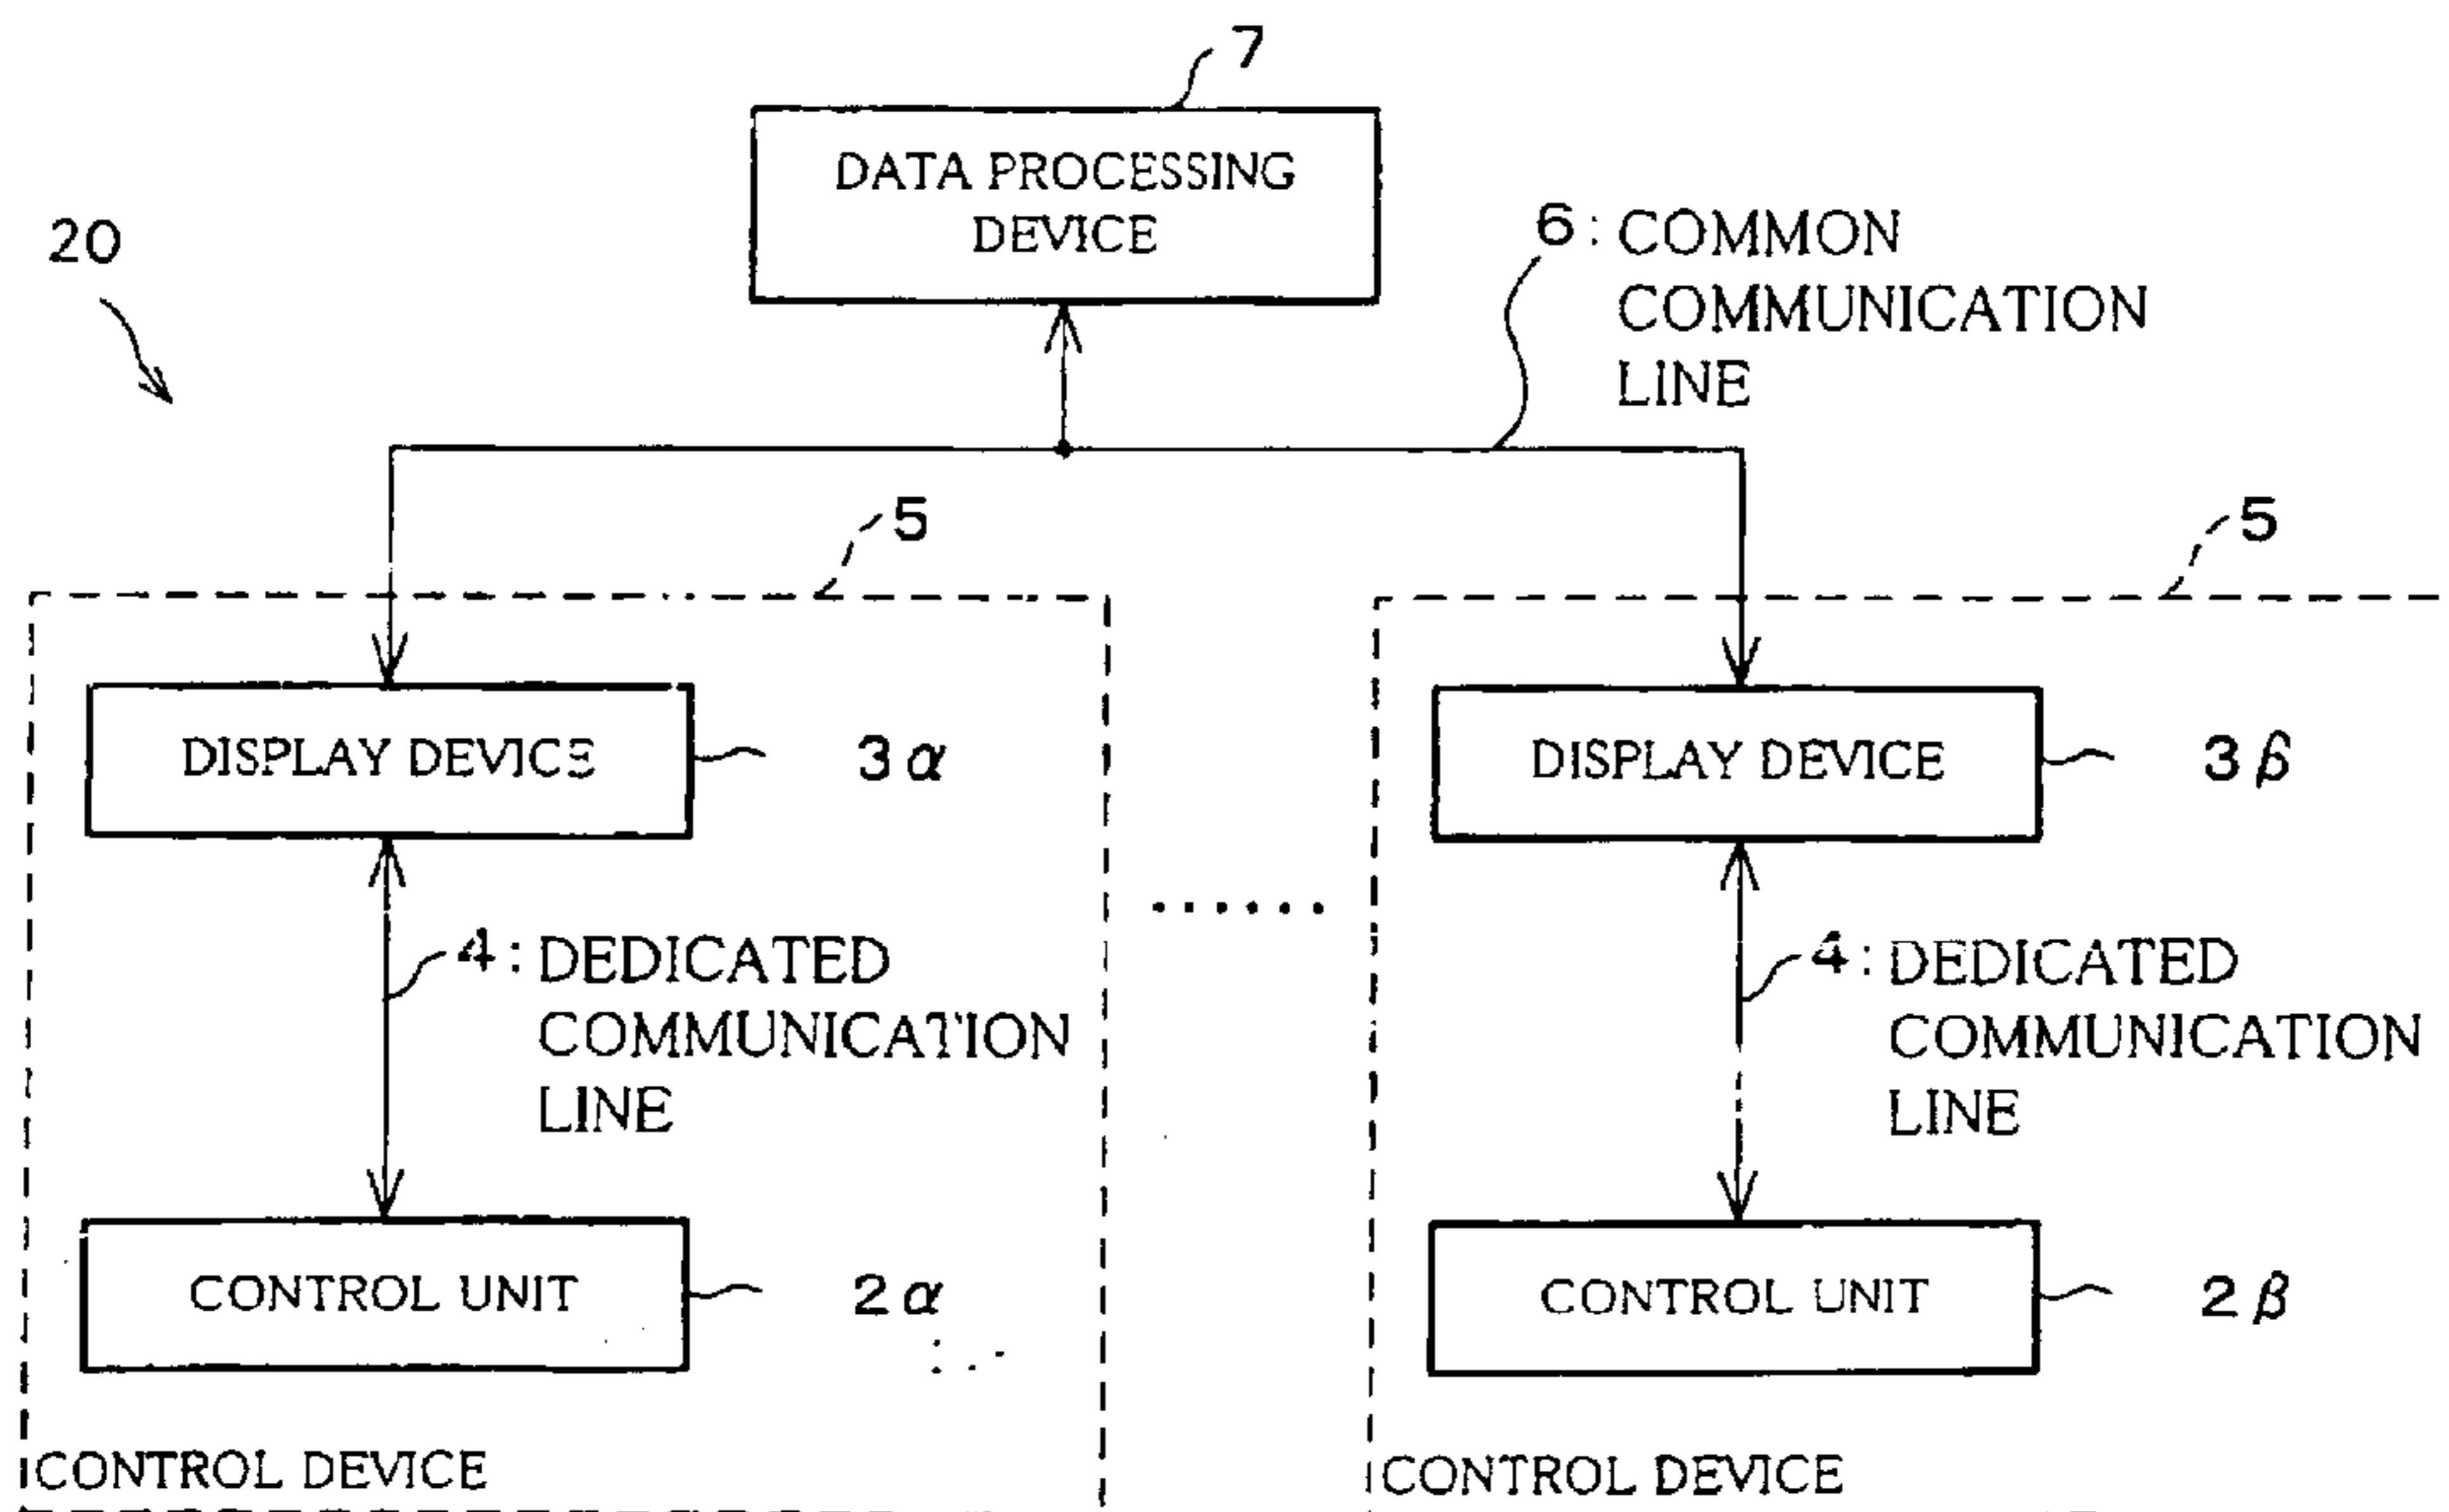 7
DATA PROCESSING
DEVICE
20
6: COMMON
COMMUNICATION
LINE
5
5
DISPLAY DEVICE
3α
DISPLAY DEVICE
3β
4: DEDICATED
COMMUNICATION
LINE
......
4: DEDICATED
COMMUNICATION
LINE
CONTROL UNIT
2α
CONTROL UNIT
2β
CONTROL DEVICE
CONTROL DEVICE